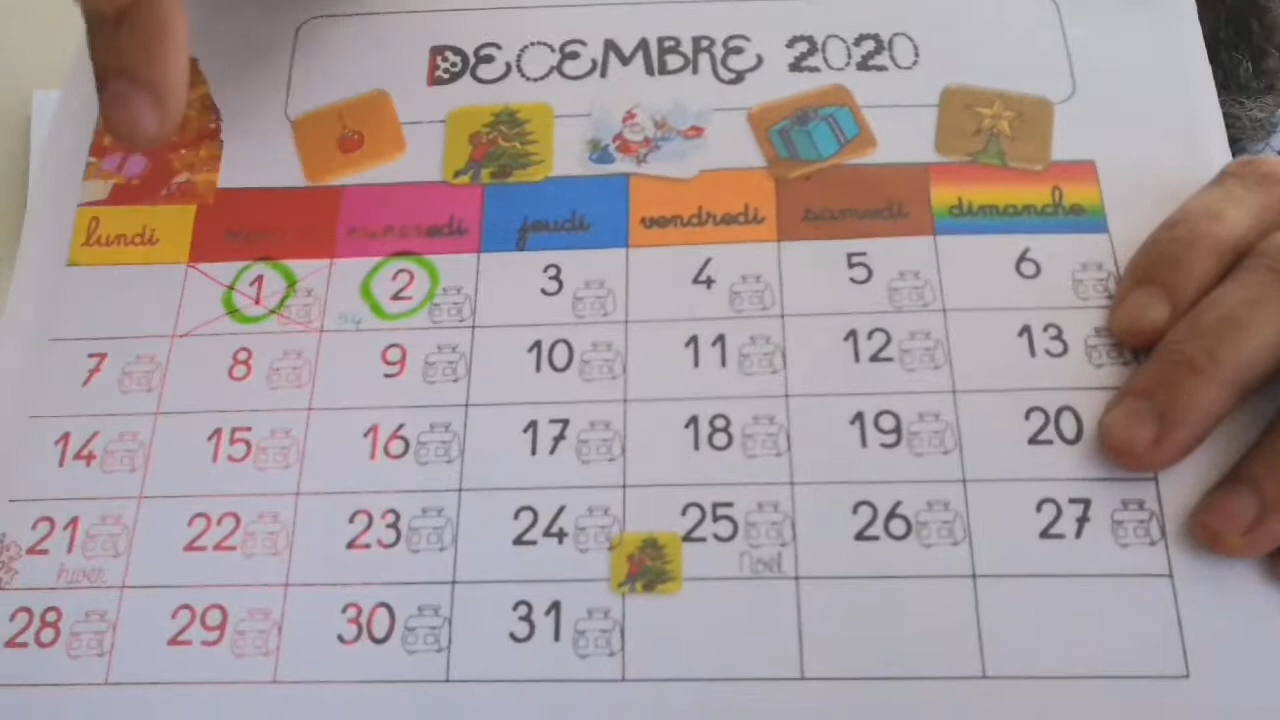 DECEMBRE 2020
lundi mardi mercredi jeudi vendredi samedi dimanche
1 2 3 4 5 6
7 8 9 10 11 12 13
14 15 16 17 18 19 20
21 22 23 24 25 26 27
hiver Noël
28 29 30 31